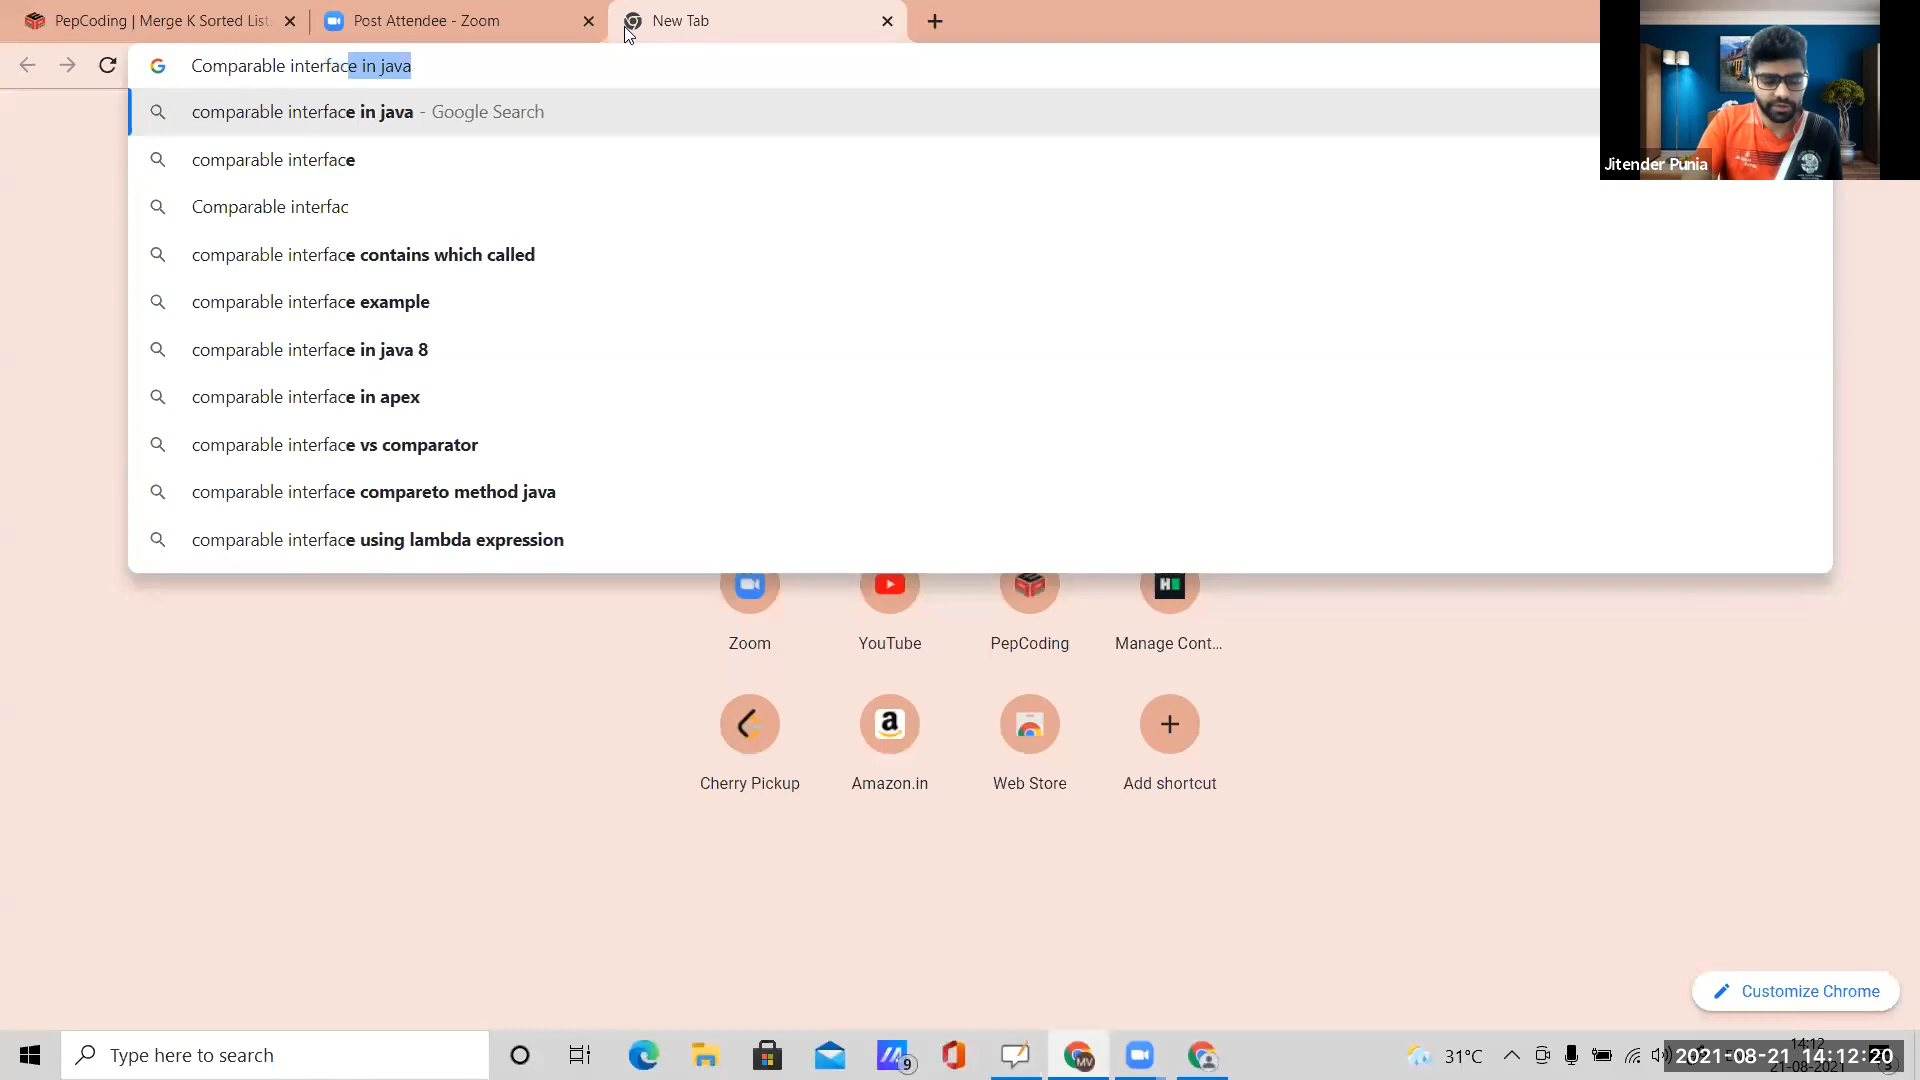 PepCoding | Merge K Sorted List
Post Attendee - Zoom
New Tab
Comparable interface in java
comparable interface in java - Google Search
comparable interface
Comparable interfac
comparable interface contains which called
comparable interface example
comparable interface in java 8
comparable interface in apex
comparable interface vs comparator
comparable interface compareto method java
comparable interface using lambda expression
Jitender Punia
Zoom
YouTube
PepCoding
Manage Cont...
Cherry Pickup
Amazon.in
Web Store
Add shortcut
Customize Chrome
Type here to search
9
MV
31°C
14:12
2021-08-21 14:12:20